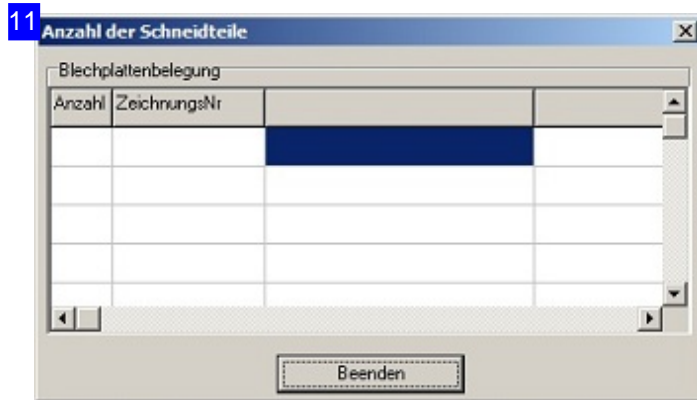 11
Anzahl der Schneidteile
Blechplattenbelegung
Anzahl ZeichnungsNr
Beenden